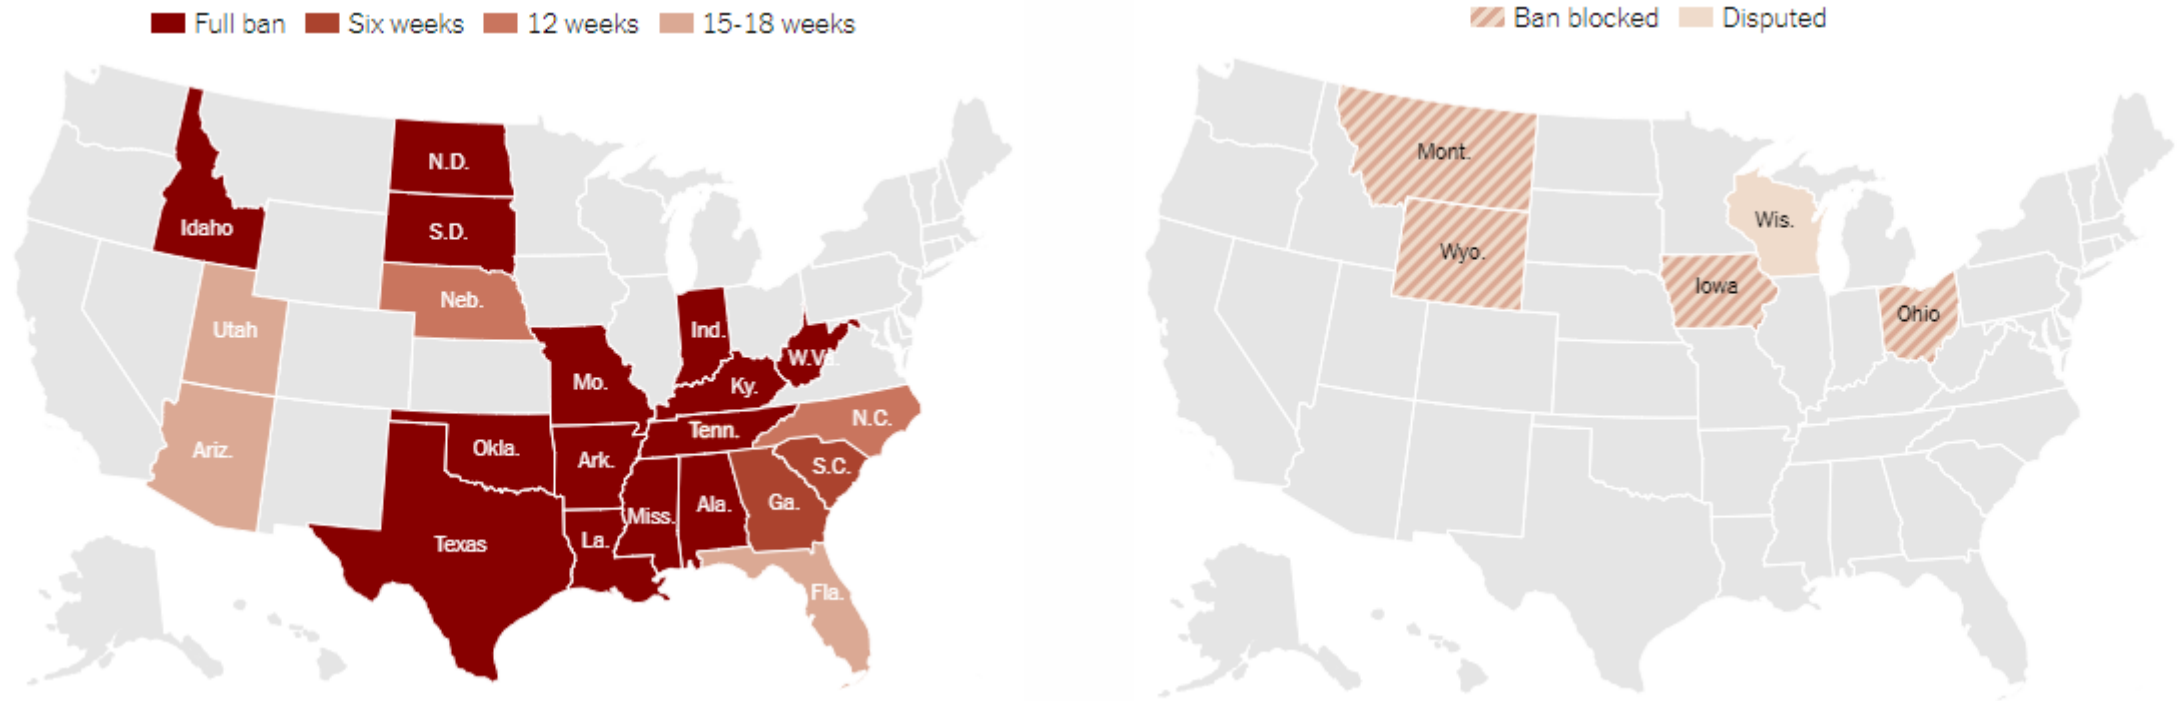 Full ban Six weeks 12 weeks 15-18 weeks
N.D.
Idaho
S.D.
Neb.
Utah
Ind.
W.Va.
Mo.
Ky.
N.C.
Tenn.
Ariz.
Okla.
Ark.
S.C.
Ga.
Ala.
Miss.
La.
Texas
Fla.
Ban blocked Disputed
Mont.
Wis.
Wyo.
Iowa
Ohio